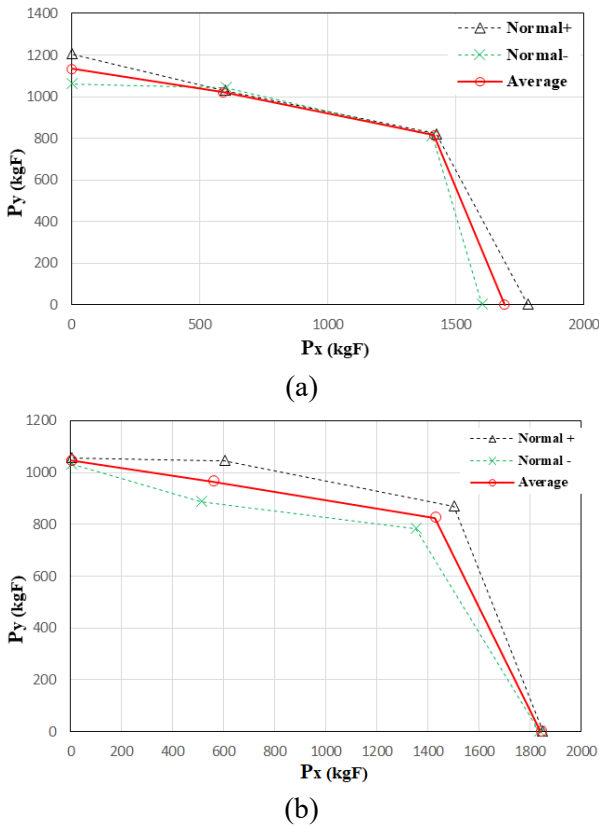 1400
1200
1000
800
600
400
200
0
Py (kgF)
0 500 1000 1500 2000
Px (kgF)
Normal+
Normal-
Average
(a)
1200
1000
800
600
400
200
0
Py (kgF)
0 200 400 600 800 1000 1200 1400 1600 1800 2000
Px (kgF)
Normal +
Normal -
Average
(b)